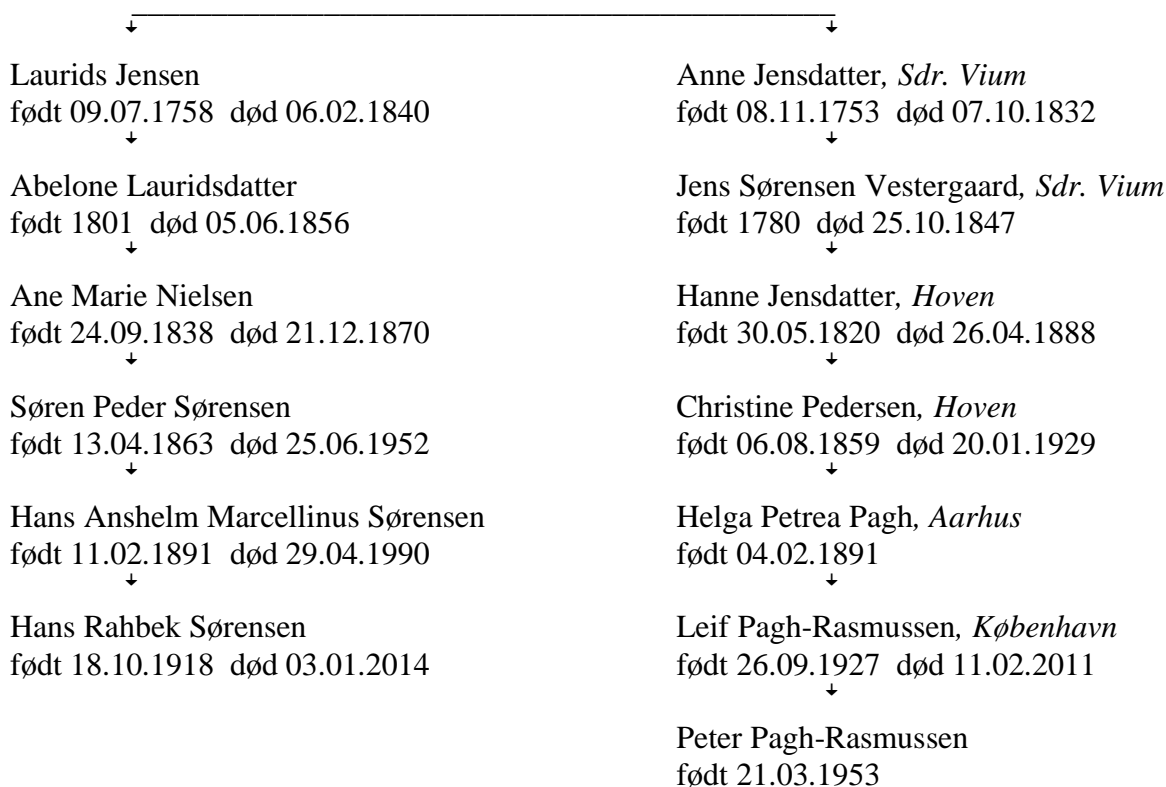 Laurids Jensen
født 09.07.1758 død 06.02.1840
Abelone Lauridsdatter
født 1801 død 05.06.1856
Ane Marie Nielsen
født 24.09.1838 død 21.12.1870
Søren Peder Sørensen
født 13.04.1863 død 25.06.1952
Hans Anshelm Marcellinus Sørensen
født 11.02.1891 død 29.04.1990
Hans Rahbek Sørensen
født 18.10.1918 død 03.01.2014
Anne Jensdatter, Sdr. Vium
født 08.11.1753 død 07.10.1832
Jens Sørensen Vestergaard, Sdr. Vium
født 1780 død 25.10.1847
Hanne Jensdatter, Hoven
født 30.05.1820 død 26.04.1888
Christine Pedersen, Hoven
født 06.08.1859 død 20.01.1929
Helga Petrea Pagh, Aarhus
født 04.02.1891
Leif Pagh-Rasmussen, København
født 26.09.1927 død 11.02.2011
Peter Pagh-Rasmussen
født 21.03.1953